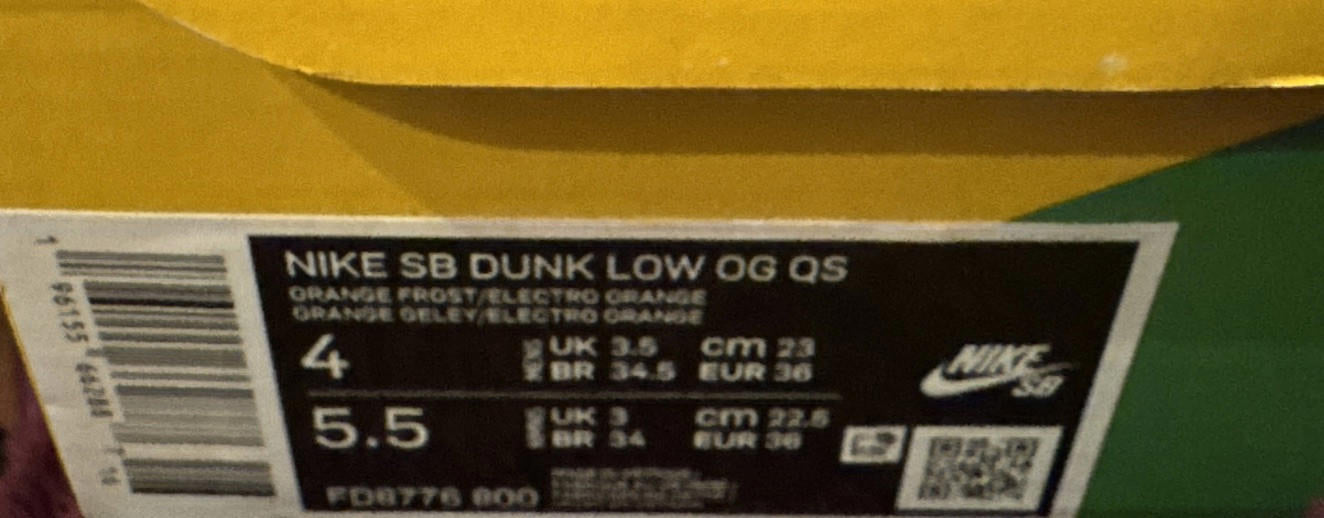 NIKE SB DUNK LOW OG QS
ORANGE FROST/ELECTRO ORANGE
ORANGE GELEY/ELECTRO ORANGE
4 UK 3.5 cm 23
BR 34.5 EUR 36
5.5 UK 3 cm 22.5
BR 34 EUR 36
FD8776 800
NIKE
SB